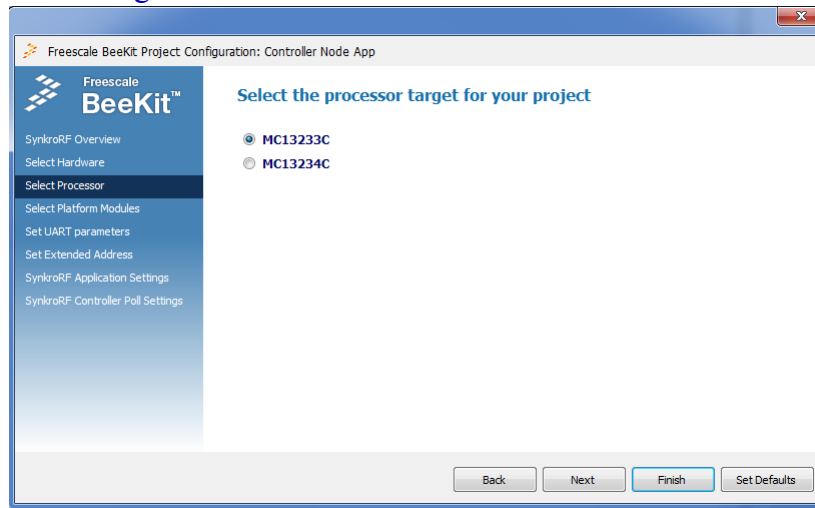 Freescale BeeKit Project Configuration: Controller Node App
Freescale
BeeKit™
Select the processor target for your project
SynkroRF Overview
Select Hardware
Select Processor
Select Platform Modules
Set UART parameters
Set Extended Address
SynkroRF Application Settings
SynkroRF Controller Poll Settings
MC13233C
MC13234C
Back Next Finish Set Defaults